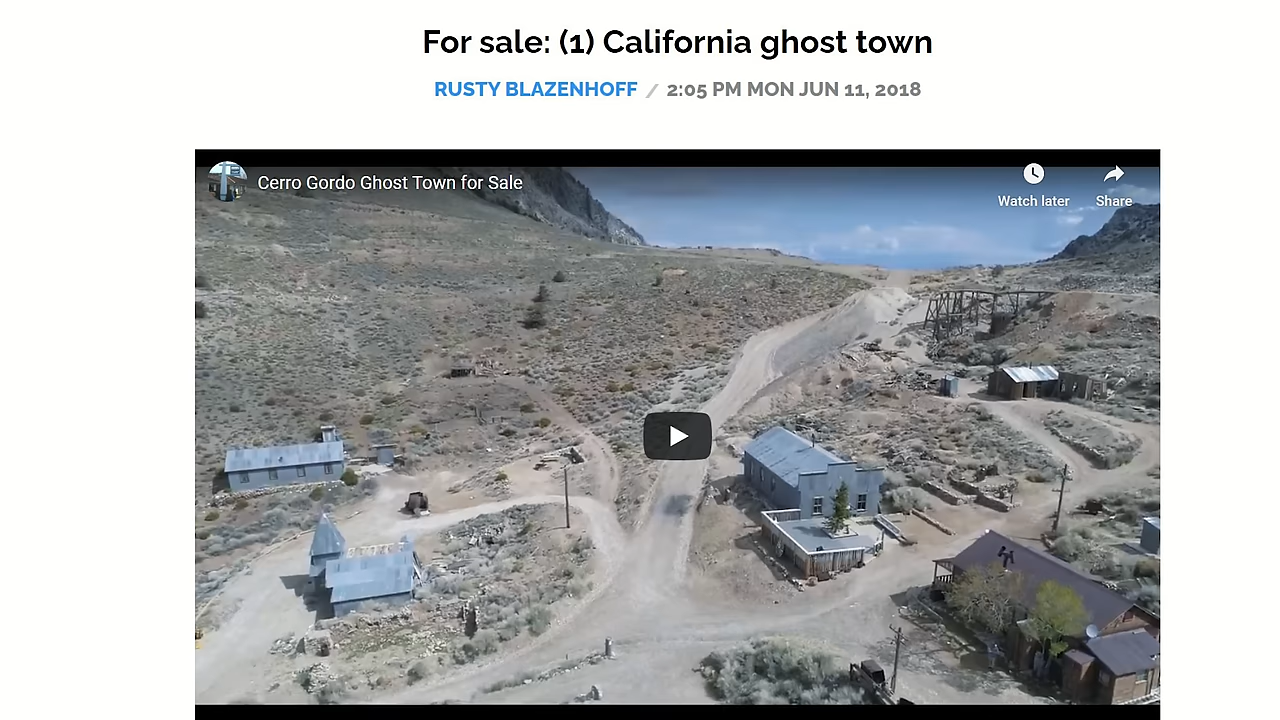 For sale: (1) California ghost town
RUSTY BLAZENHOFF / 2:05 PM MON JUN 11, 2018
Cerro Gordo Ghost Town for Sale
Watch later
Share